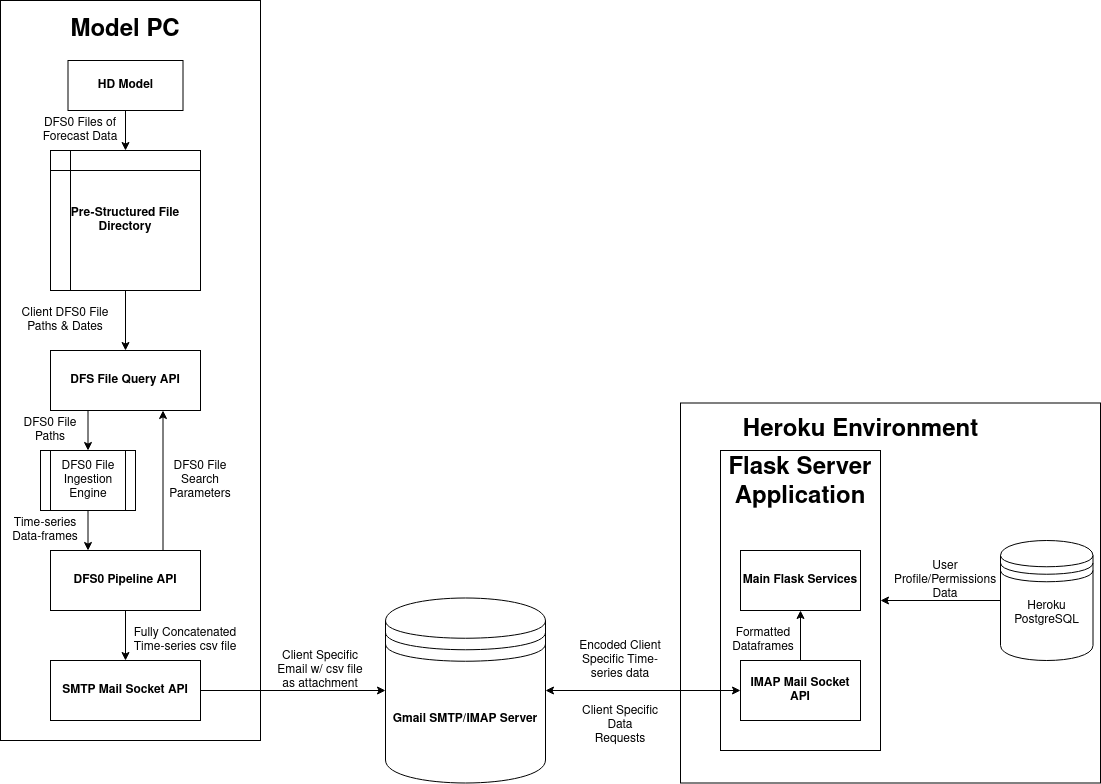 Model PC
HD Model
DFS0 Files of
Forecast Data
Pre-Structured File
Directory
Client DFS0 File
Paths & Dates
DFS File Query API
DFS0 File
Paths
DFS0 File
Ingestion
Engine
DFS0 File
Search
Parameters
Time-series
Data-frames
DFS0 Pipeline API
Fully Concatenated
Time-series csv file
SMTP Mail Socket API
Client Specific
Email w/ csv file
as attachment
Gmail SMTP/IMAP Server
Encoded Client
Specific Time-
series data
Client Specific
Data
Requests
Heroku Environment
Flask Server
Application
Main Flask Services
Formatted
Dataframes
IMAP Mail Socket
API
User
Profile/Permissions
Data
Heroku
PostgreSQL